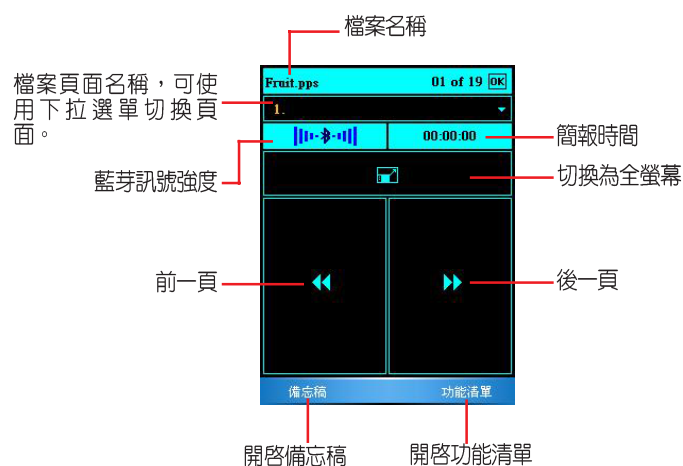 檔案名稱
檔案頁面名稱，可使
用下拉選單切換頁
面。
Fruit.pps 01 of 19 OK
1.
00:00:00
簡報時間
藍芽訊號強度
切換為全螢幕
前一頁
後一頁
備忘稿 功能清單
開啟備忘稿
開啟功能清單